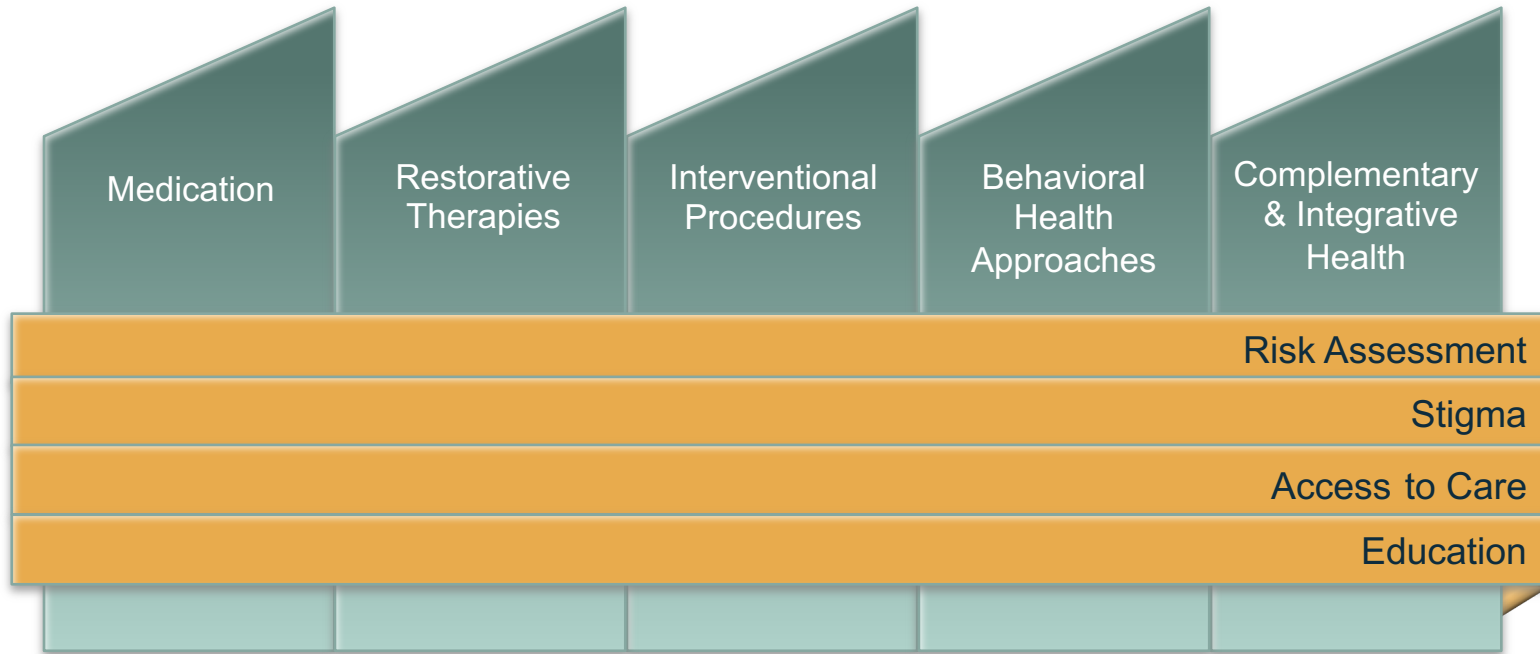 Medication
Restorative
Therapies
Interventional
Procedures
Behavioral
Health
Approaches
Complementary
& Integrative
Health
Risk Assessment
Stigma
Access to Care
Education